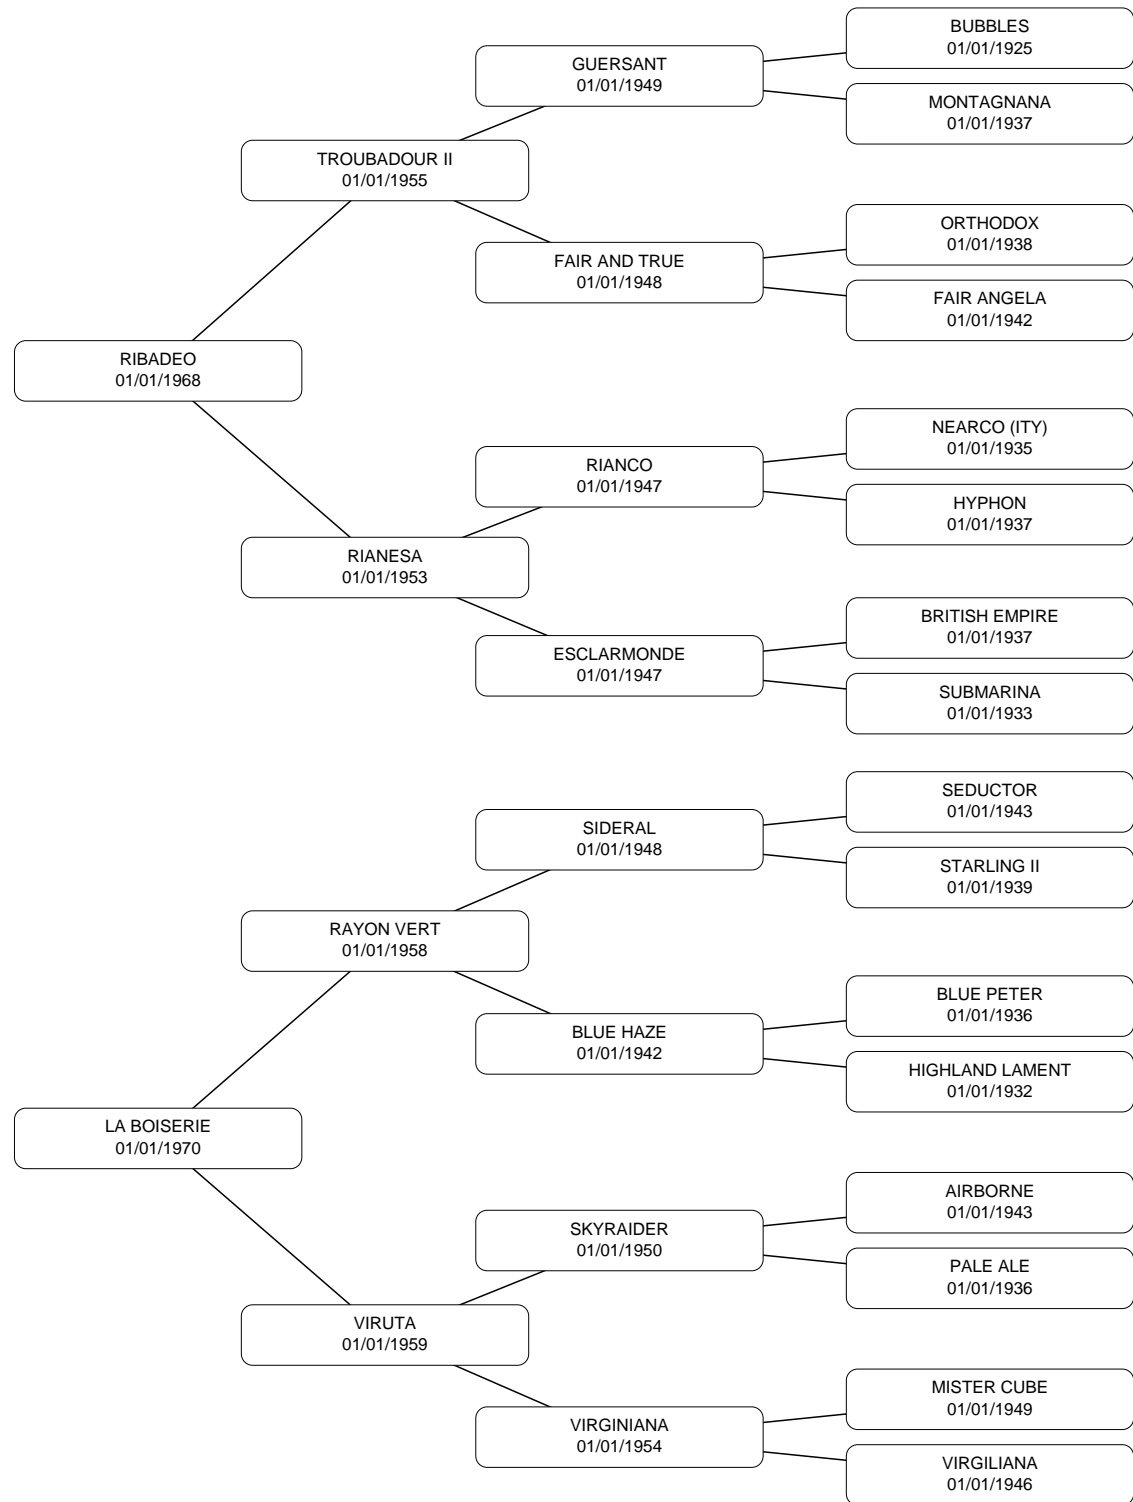 BUBBLES
01/01/1925
GUERSANT
01/01/1949
MONTAGNANA
01/01/1937
TROUBADOUR II
01/01/1955
ORTHODOX
01/01/1938
FAIR AND TRUE
01/01/1948
FAIR ANGELA
01/01/1942
RIBADEO
01/01/1968
NEARCO (ITY)
01/01/1935
RIANCO
01/01/1947
HYPHON
01/01/1937
RIANESA
01/01/1953
BRITISH EMPIRE
01/01/1937
ESCLARMONDE
01/01/1947
SUBMARINA
01/01/1933
SEDUCTOR
01/01/1943
SIDERAL
01/01/1948
STARLING II
01/01/1939
RAYON VERT
01/01/1958
BLUE PETER
01/01/1936
BLUE HAZE
01/01/1942
HIGHLAND LAMENT
01/01/1932
LA BOISERIE
01/01/1970
AIRBORNE
01/01/1943
SKYRAIDER
01/01/1950
PALE ALE
01/01/1936
VIRUTA
01/01/1959
MISTER CUBE
01/01/1949
VIRGINIANA
01/01/1954
VIRGILIANA
01/01/1946